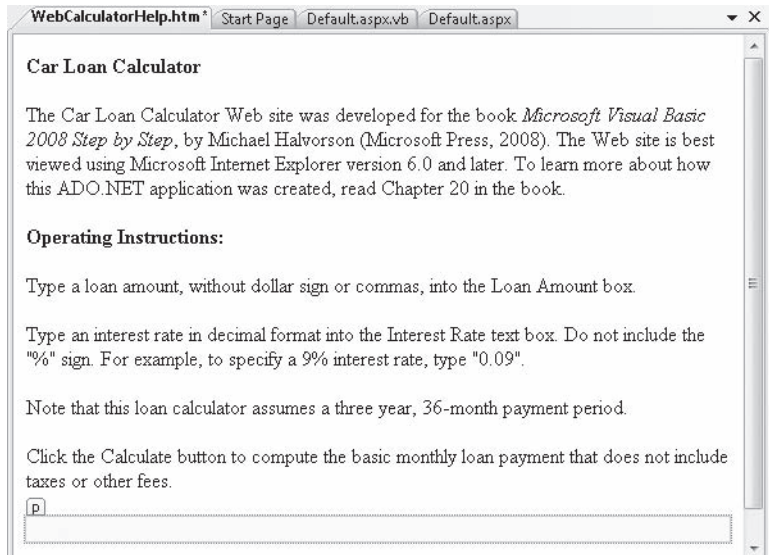 WebCalculatorHelp.htm* Start Page Default.aspx.vb Default.aspx
Car Loan Calculator
The Car Loan Calculator Web site was developed for the book Microsoft Visual Basic
2008 Step by Step, by Michael Halvorson (Microsoft Press, 2008). The Web site is best
viewed using Microsoft Internet Explorer version 6.0 and later. To learn more about how
this ADO.NET application was created, read Chapter 20 in the book.
Operating Instructions:
Type a loan amount, without dollar sign or commas, into the Loan Amount box.
Type an interest rate in decimal format into the Interest Rate text box. Do not include the
"%" sign. For example, to specify a 9% interest rate, type "0.09".
Note that this loan calculator assumes a three year, 36-month payment period.
Click the Calculate button to compute the basic monthly loan payment that does not include
taxes or other fees.
p